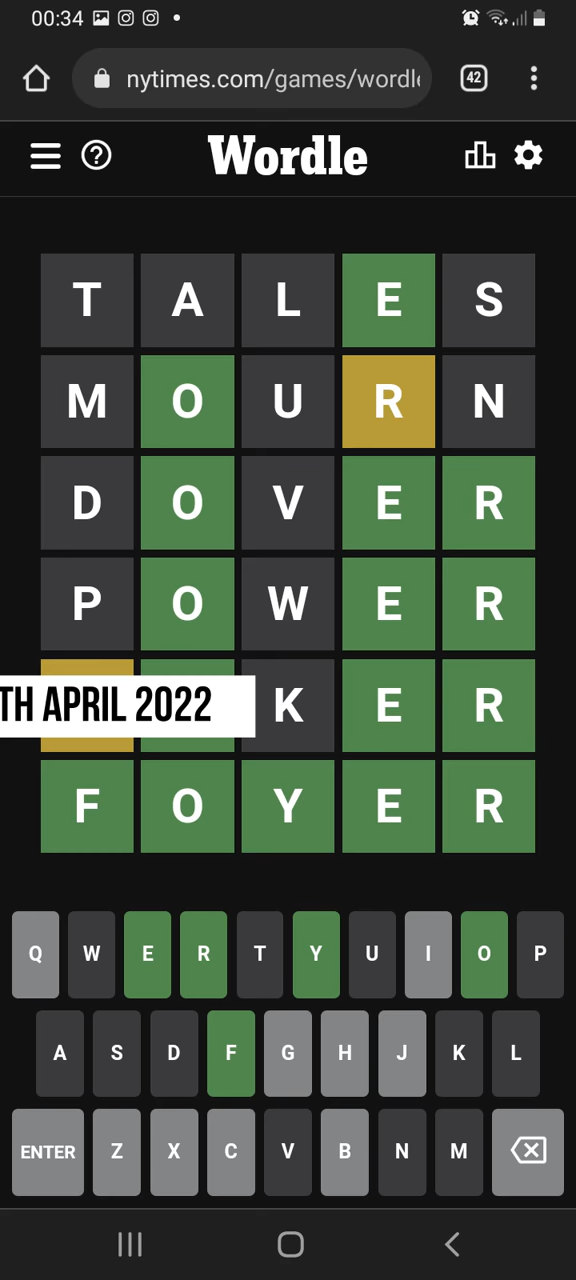 00:34
nytimes.com/games/wordle
42
Wordle
T A L E S
M O U R N
D O V E R
P O W E R
TH APRIL 2022
K E R
F O Y E R
Q W E R T Y U I O P
A S D F G H J K L
ENTER Z X C V B N M